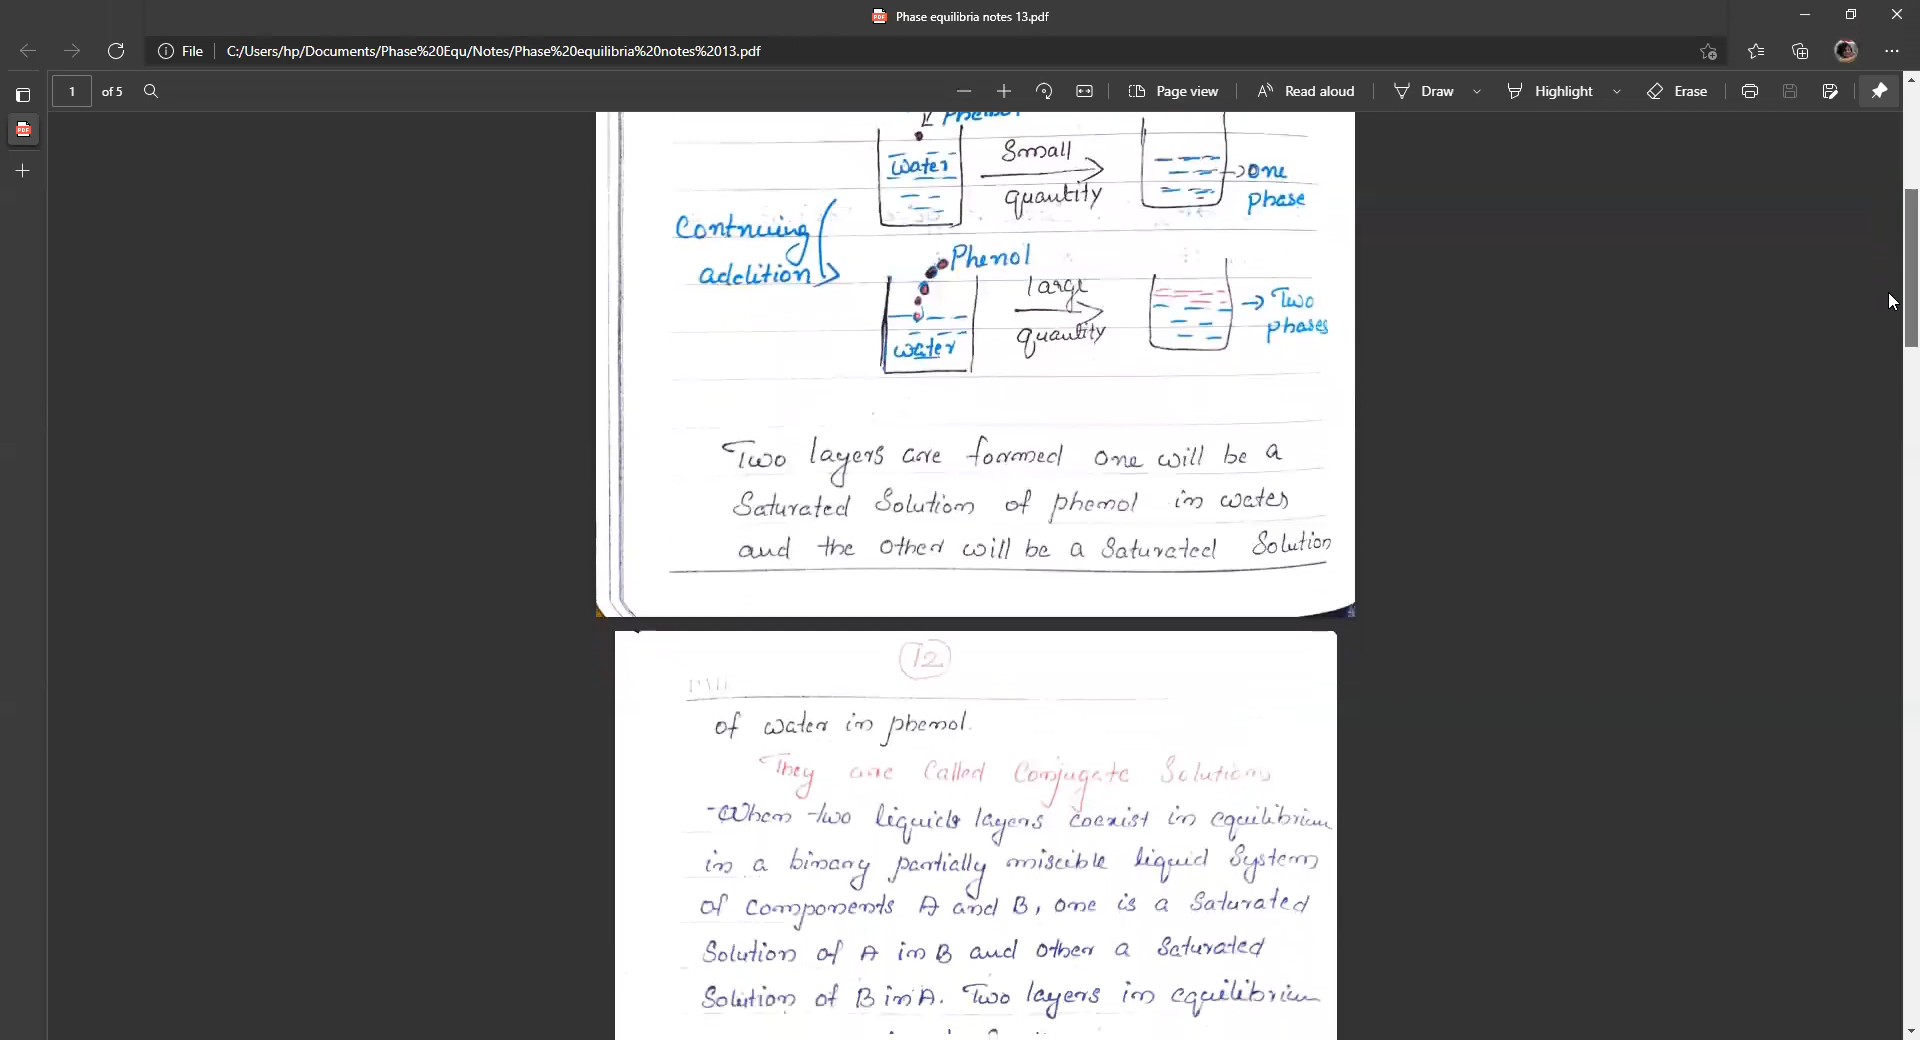 Phase equilibria notes 13.pdf
File
C:/Users/hp/Documents/Phase%20Equ/Notes/Phase%20equilibria%20notes%2013.pdf
1 of 5
Page view
Read aloud
Draw
Highlight
Erase
Phenol
water
Small
quantity
One
phase
Contnuing
addition
Phenol
water
large
quantity
Two
phases
Two layers are formed one will be a
Saturated Solution of phenol in water
and the other will be a saturated Solution
12
of water in phenol.
They are Called Conjugate Solutions
When two liquids layers coexist in equilibrium
in a binary partially miscible liquid System
of components A and B, one is a saturated
Solution of A in B and other a saturated
Solution of B in A. Two layers in equilibrium